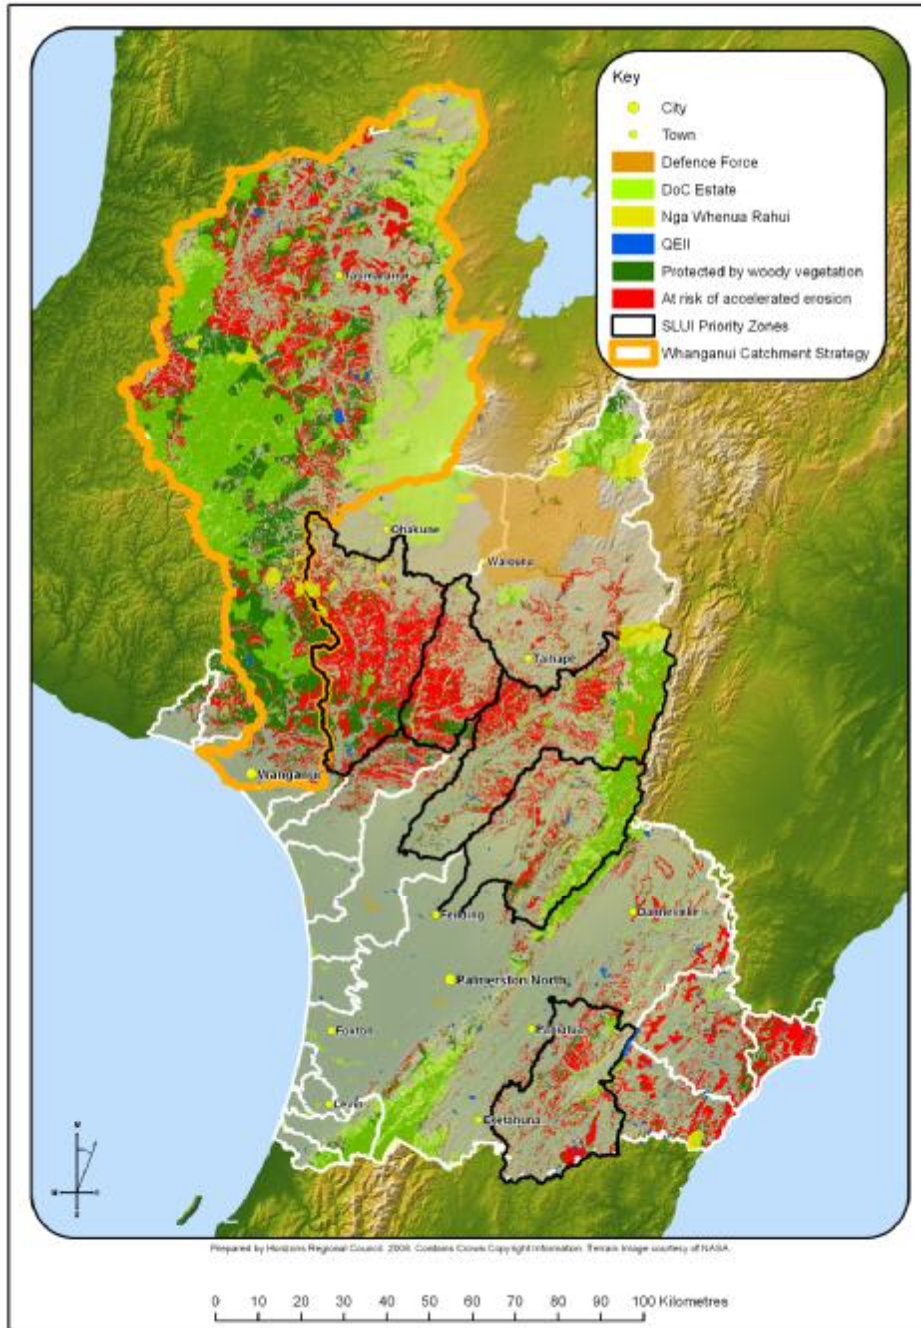 Key
City
Town
Defence Force
DoC Estate
Nga Whenua Rahui
QEII
Protected by woody vegetation
At risk of accelerated erosion
SLUI Priority Zones
Whanganui Catchment Strategy
Taumarunui
Ohakune
Waiouru
Taihape
Wanganui
Feilding
Dannevirke
Palmerston North
Foxton
Pahiatua
Levin
Eketahuna
N
Prepared by Horizons Regional Council. 2008. Contains Crown Copyright Information. Terrain Image courtesy of NASA.
0 10 20 30 40 50 60 70 80 90 100 Kilometres